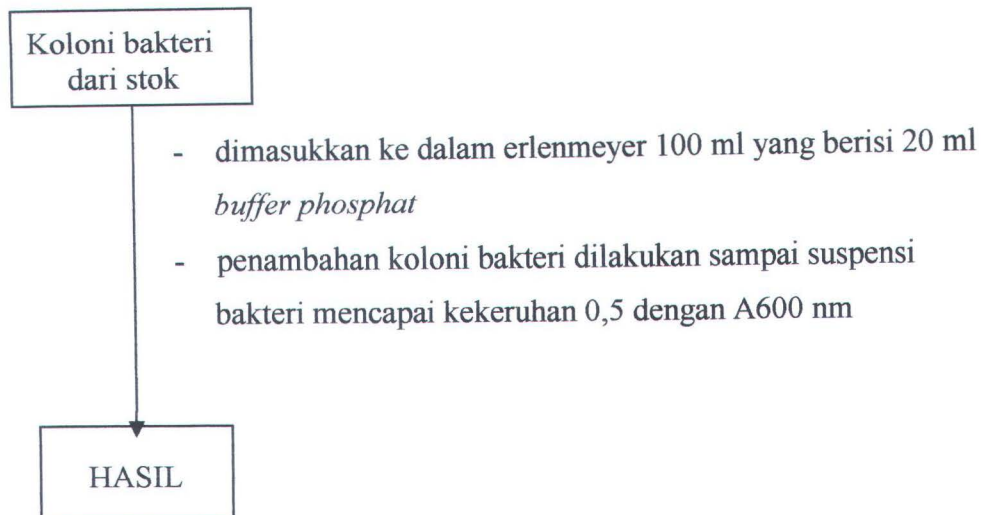 Koloni bakteri
dari stok
- dimasukkan ke dalam erlenmeyer 100 ml yang berisi 20 ml
buffer phosphat
- penambahan koloni bakteri dilakukan sampai suspensi
bakteri mencapai kekeruhan 0,5 dengan A600 nm
HASIL